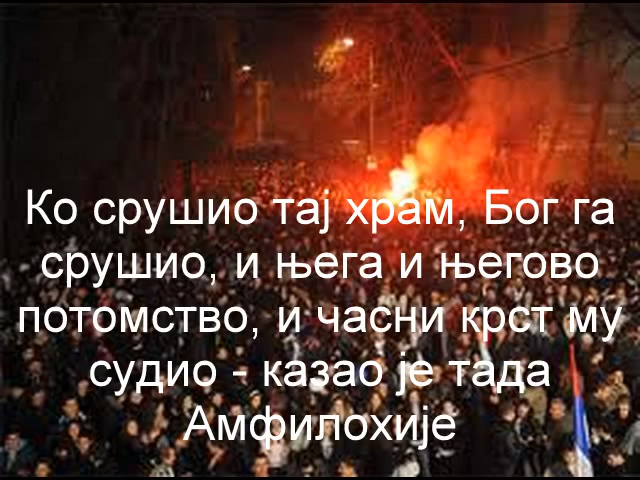 Ко срушио тај храм, Бог га
срушио, и њега и његово
потомство, и часни крст му
судио - казао је тада
Амфилохије